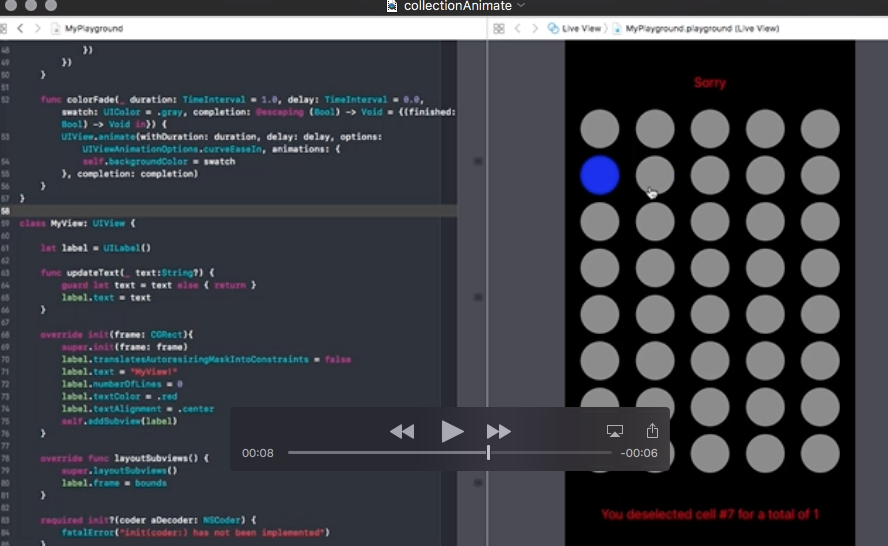 collectionAnimate
MyPlayground
Live View
MyPlayground.playground (Live View)
48 })
49 })
50 }
51
52 func colorFade(_ duration: TimeInterval = 1.0, delay: TimeInterval = 0.0,
swatch: UIColor = .gray, completion: @escaping (Bool) -> Void = {(finished:
Bool) -> Void in}) {
53 UIView.animate(withDuration: duration, delay: delay, options:
UIViewAnimationOptions.curveEaseIn, animations: {
54 self.backgroundColor = swatch
55 }, completion: completion)
56 }
57 }
58
59 class MyView: UIView {
60
61 let label = UILabel()
62
63 func updateText(_ text:String?) {
64 guard let text = text else { return }
65 label.text = text
66 }
67
68 override init(frame: CGRect){
69 super.init(frame: frame)
70 label.translatesAutoresizingMaskIntoConstraints = false
71 label.text = "MyView!"
72 label.numberOfLines = 0
73 label.textColor = .red
74 label.textAlignment = .center
75 self.addSubview(label)
76 }
77
78 override func layoutSubviews() {
79 super.layoutSubviews()
80 label.frame = bounds
81 }
82
83 required init?(coder aDecoder: NSCoder) {
84 fatalError("init(coder:) has not been implemented")
85 }
Sorry
You deselected cell #7 for a total of 1
00:08
-00:06